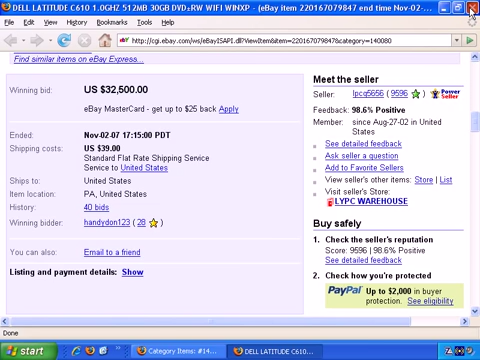 DELL LATITUDE C610 1.0GHZ 512MB 30GB DVD±RW WIFI WINXP - (eBay item 220167079847 end time Nov-02-...
File Edit View History Bookmarks Tools Help
http://cgi.ebay.com/ws/eBayISAPI.dll?ViewItem&item=220167079847&category=140080
Find similar items on eBay Express...
Winning bid: US $32,500.00
eBay MasterCard - get up to $25 back Apply
Ended: Nov-02-07 17:15:00 PDT
Shipping costs: US $39.00
Standard Flat Rate Shipping Service
Service to United States
Ships to: United States
Item location: PA, United States
History: 40 bids
Winning bidder: handydon123 ( 28 )
You can also: Email to a friend
Listing and payment details: Show
Meet the seller
Seller: lpcq5656 ( 9596 ) Power Seller
Feedback: 98.6% Positive
Member: since Aug-27-02 in United
States
See detailed feedback
Ask seller a question
Add to Favorite Sellers
View seller's other items: Store | List
Visit seller's Store:
LYPC WAREHOUSE
Buy safely
1. Check the seller's reputation
Score: 9596 | 98.6% Positive
See detailed feedback
2. Check how you're protected
PayPal Up to $2,000 in buyer
protection. See eligibility
Done
start
Category Items: #14...
DELL LATITUDE C610...